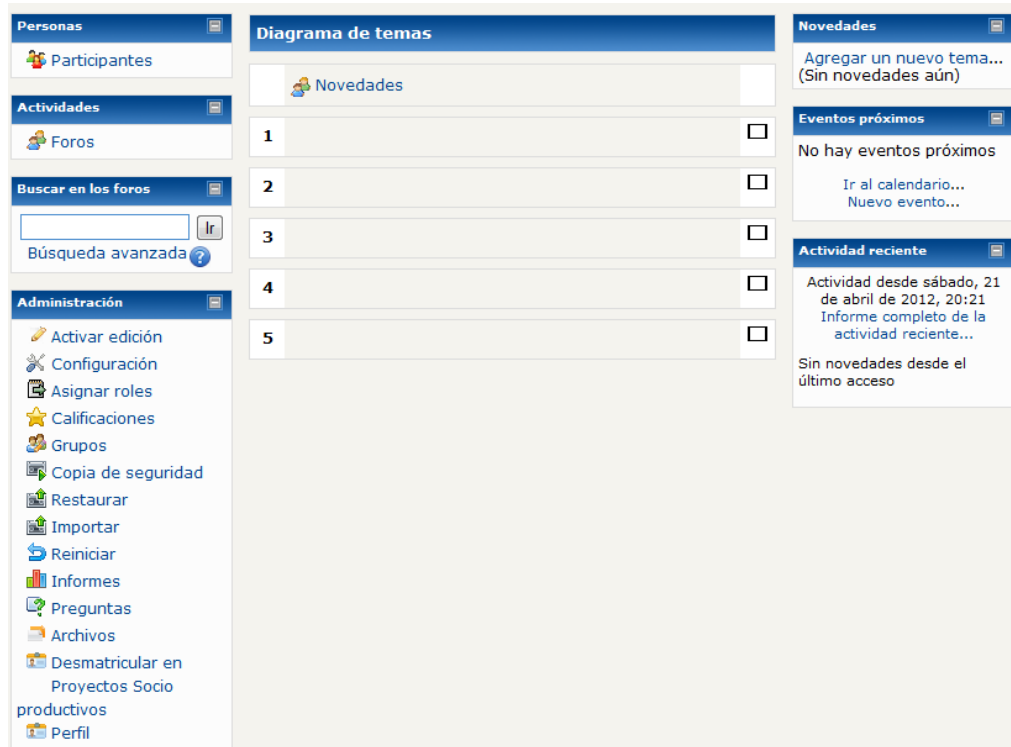 Personas
Participantes
Actividades
Foros
Buscar en los foros
Ir
Búsqueda avanzada
?
Administración
Activar edición
Configuración
Asignar roles
Calificaciones
Grupos
Copia de seguridad
Restaurar
Importar
Reiniciar
Informes
Preguntas
Archivos
Desmatricular en
Proyectos Socio
productivos
Perfil
Diagrama de temas
Novedades
1
2
3
4
5
Novedades
Agregar un nuevo tema...
(Sin novedades aún)
Eventos próximos
No hay eventos próximos
Ir al calendario...
Nuevo evento...
Actividad reciente
Actividad desde sábado, 21
de abril de 2012, 20:21
Informe completo de la
actividad reciente...
Sin novedades desde el
último acceso